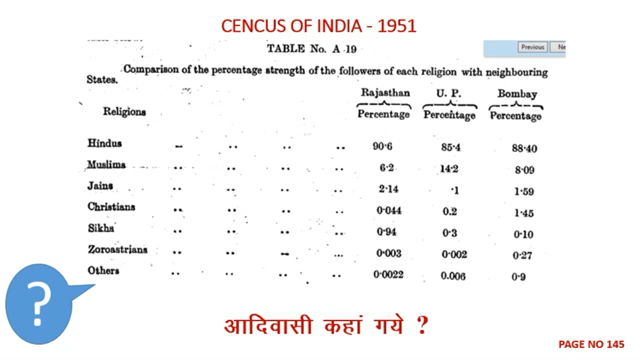 CENCUS OF INDIA - 1951
TABLE No. A 19
Previous Ne
Comparison of the percentage strength of the followers of each religion with neighbouring
States.
Rajasthan U. P. Bombay
Religions Percentage Percentage Percentage
Hindus .. .. .. .. 90·6 85·4 88·40
Muslims .. .. .. .. 6·2 14·2 8·09
Jains .. .. .. .. 2·14 ·1 1·59
Christians .. .. .. .. 0·044 0.2 1·45
Sikhs .. .. .. .. 0·94 0·3 0·10
Zoroastrians .. .. .. ... 0·003 0·002 0·27
Others .. .. .. .. 0·0022 0.006 0·9
?
आदिवासी कहां गये ?
PAGE NO 145